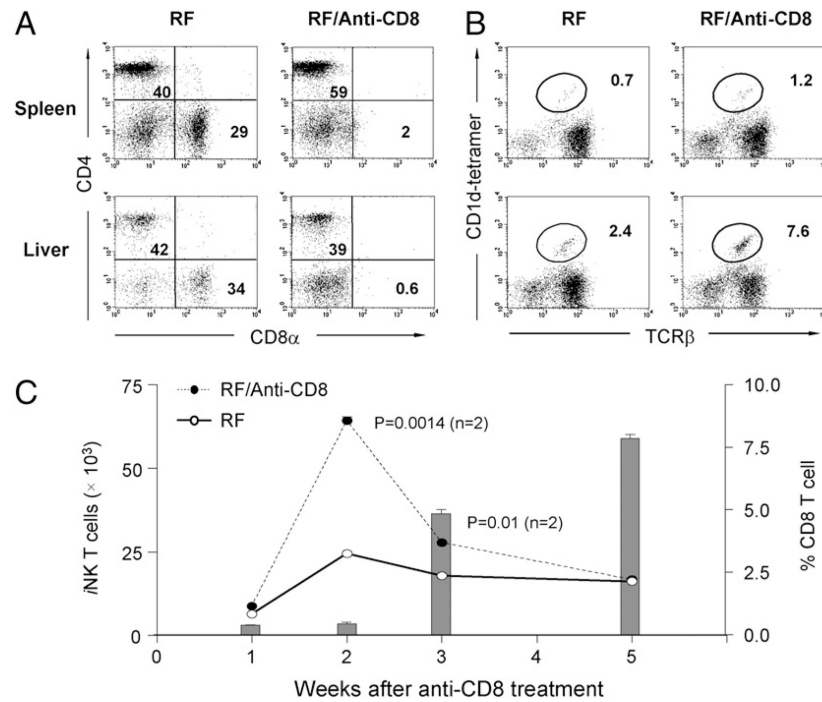 A
RF
RF/Anti-CD8
B
RF
RF/Anti-CD8
Spleen
40
29
59
2
0.7
1.2
CD4
CD1d-tetramer
Liver
42
34
39
0.6
2.4
7.6
CD8α
TCRβ
C
75
50
25
0
iNK T cells (× 10³)
RF/Anti-CD8
RF
P=0.0014 (n=2)
P=0.01 (n=2)
10.0
7.5
5.0
2.5
0.0
% CD8 T cell
0 1 2 3 4 5
Weeks after anti-CD8 treatment